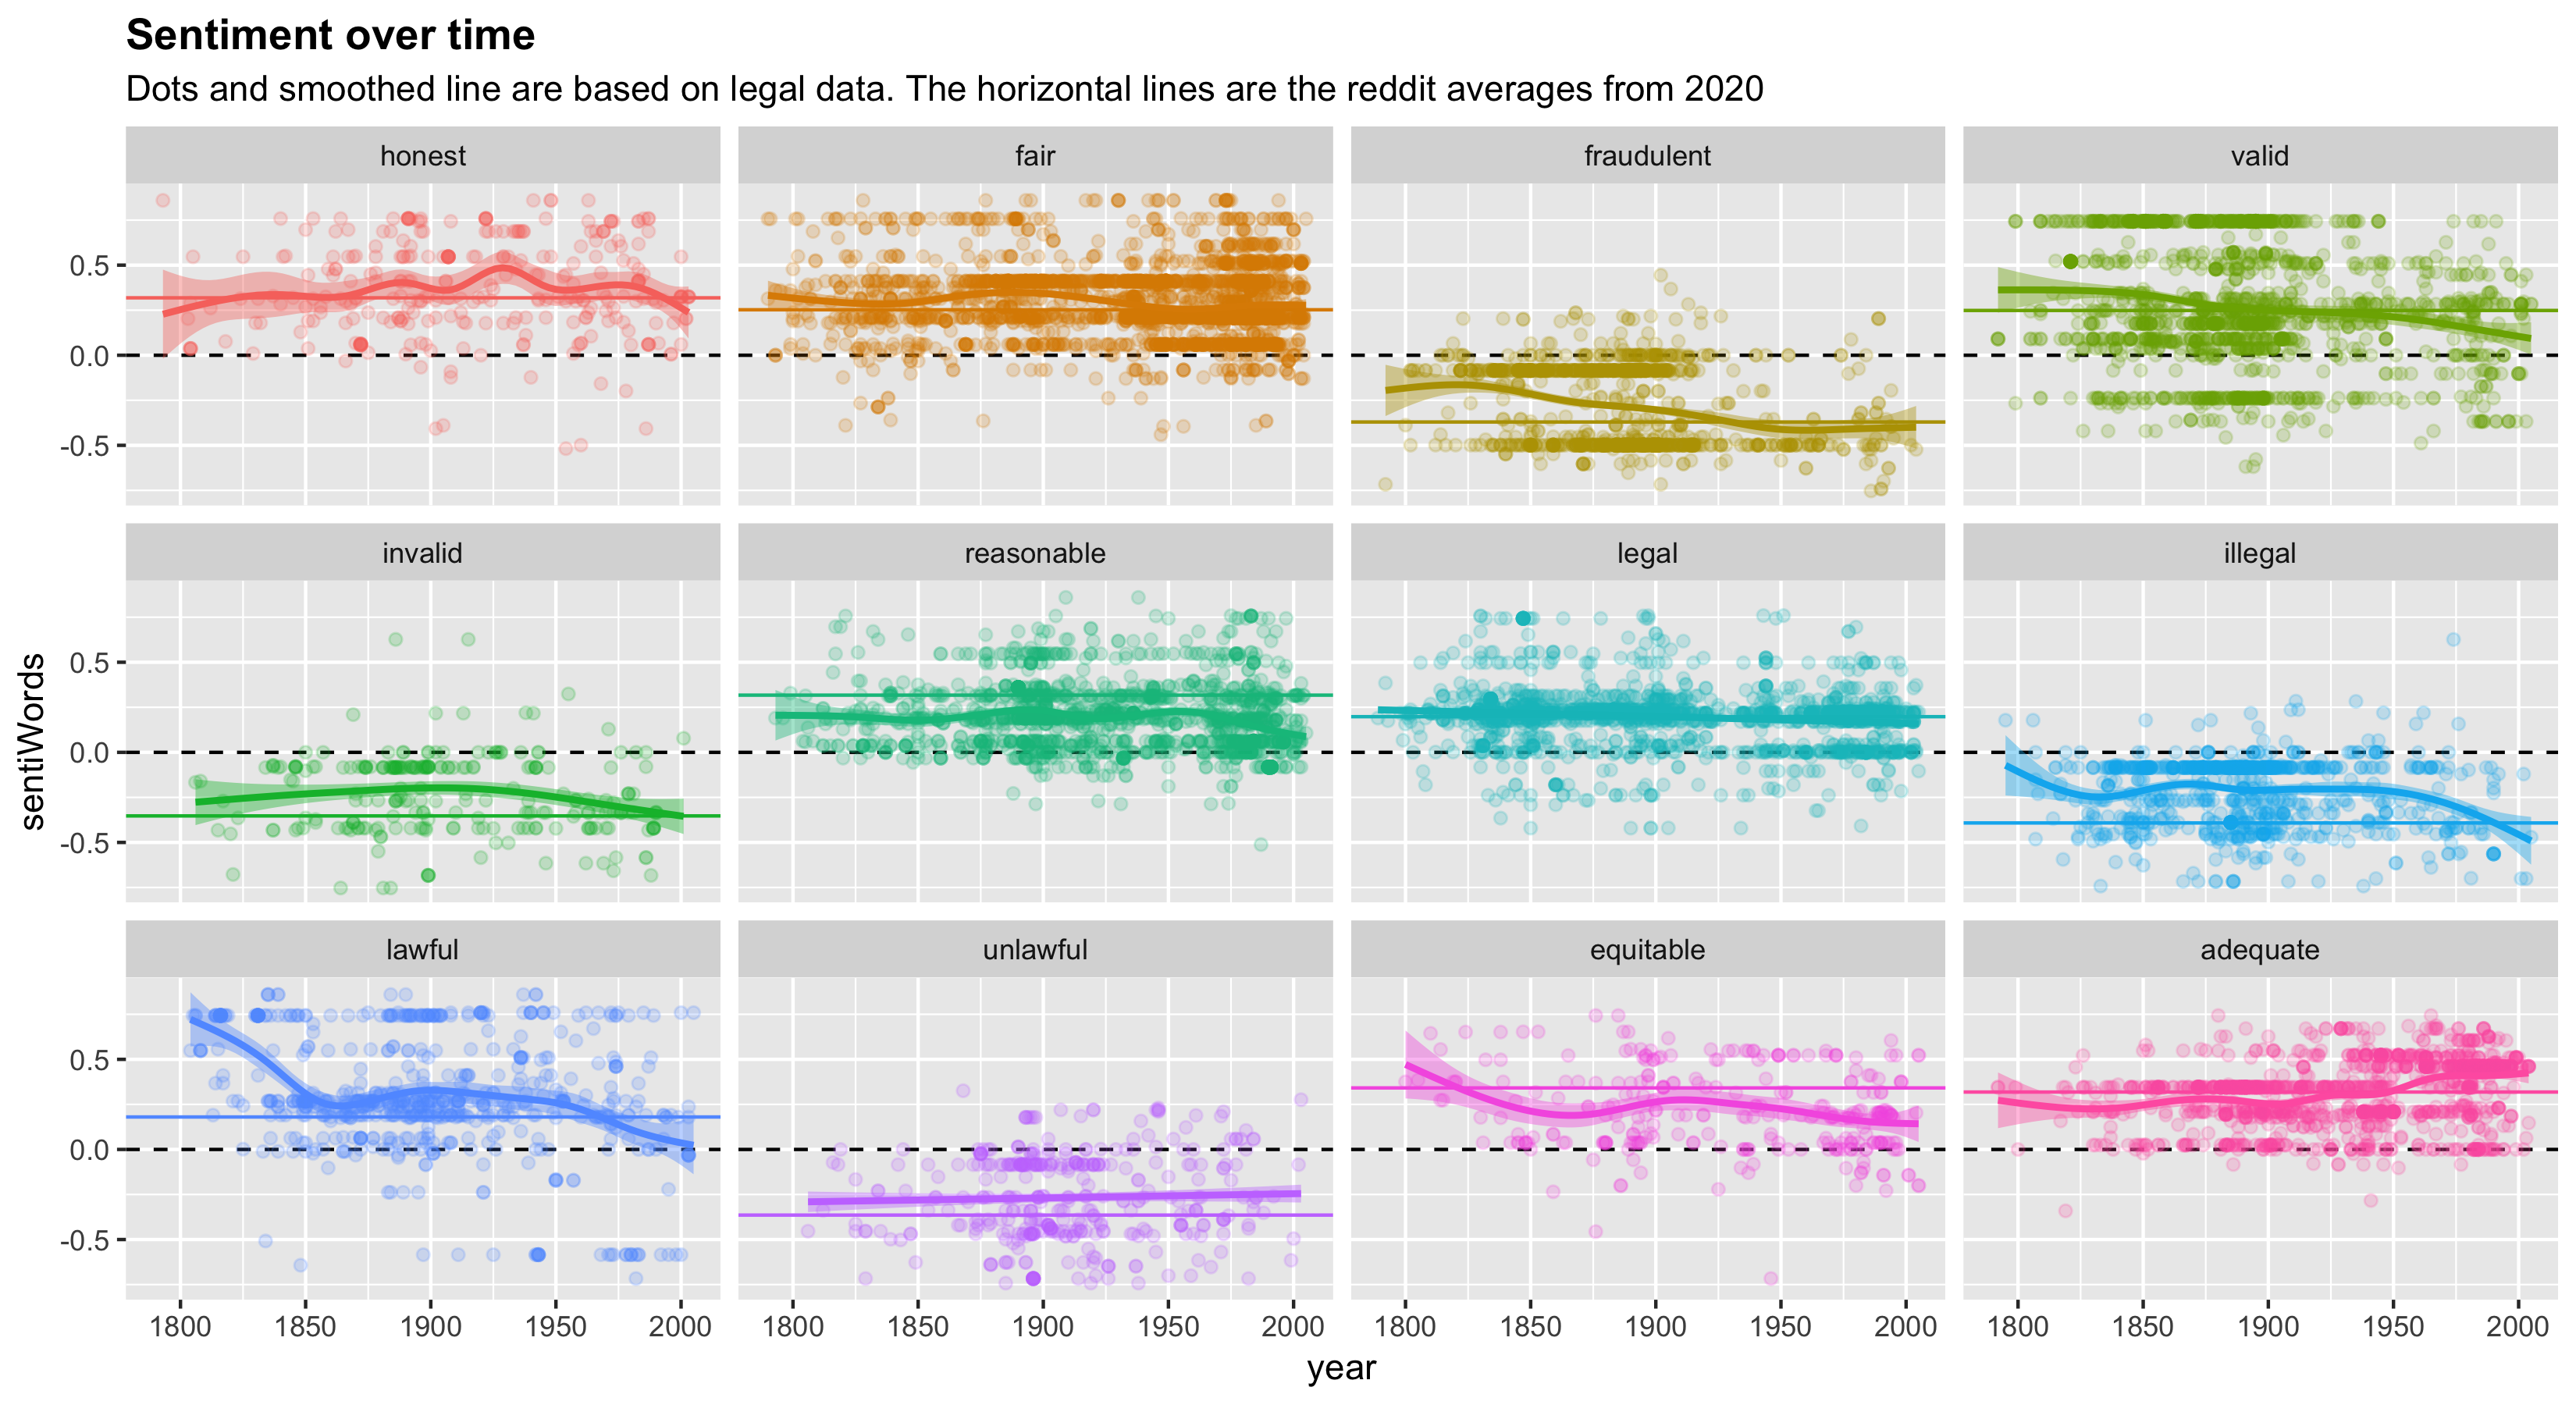 Sentiment over time
Dots and smoothed line are based on legal data. The horizontal lines are the reddit averages from 2020
honest fair fraudulent valid
0.5
0.0
-0.5
invalid reasonable legal illegal
0.5
0.0
-0.5
lawful unlawful equitable adequate
0.5
0.0
-0.5
sentiWords
1800 1850 1900 1950 2000 1800 1850 1900 1950 2000 1800 1850 1900 1950 2000 1800 1850 1900 1950 2000
year